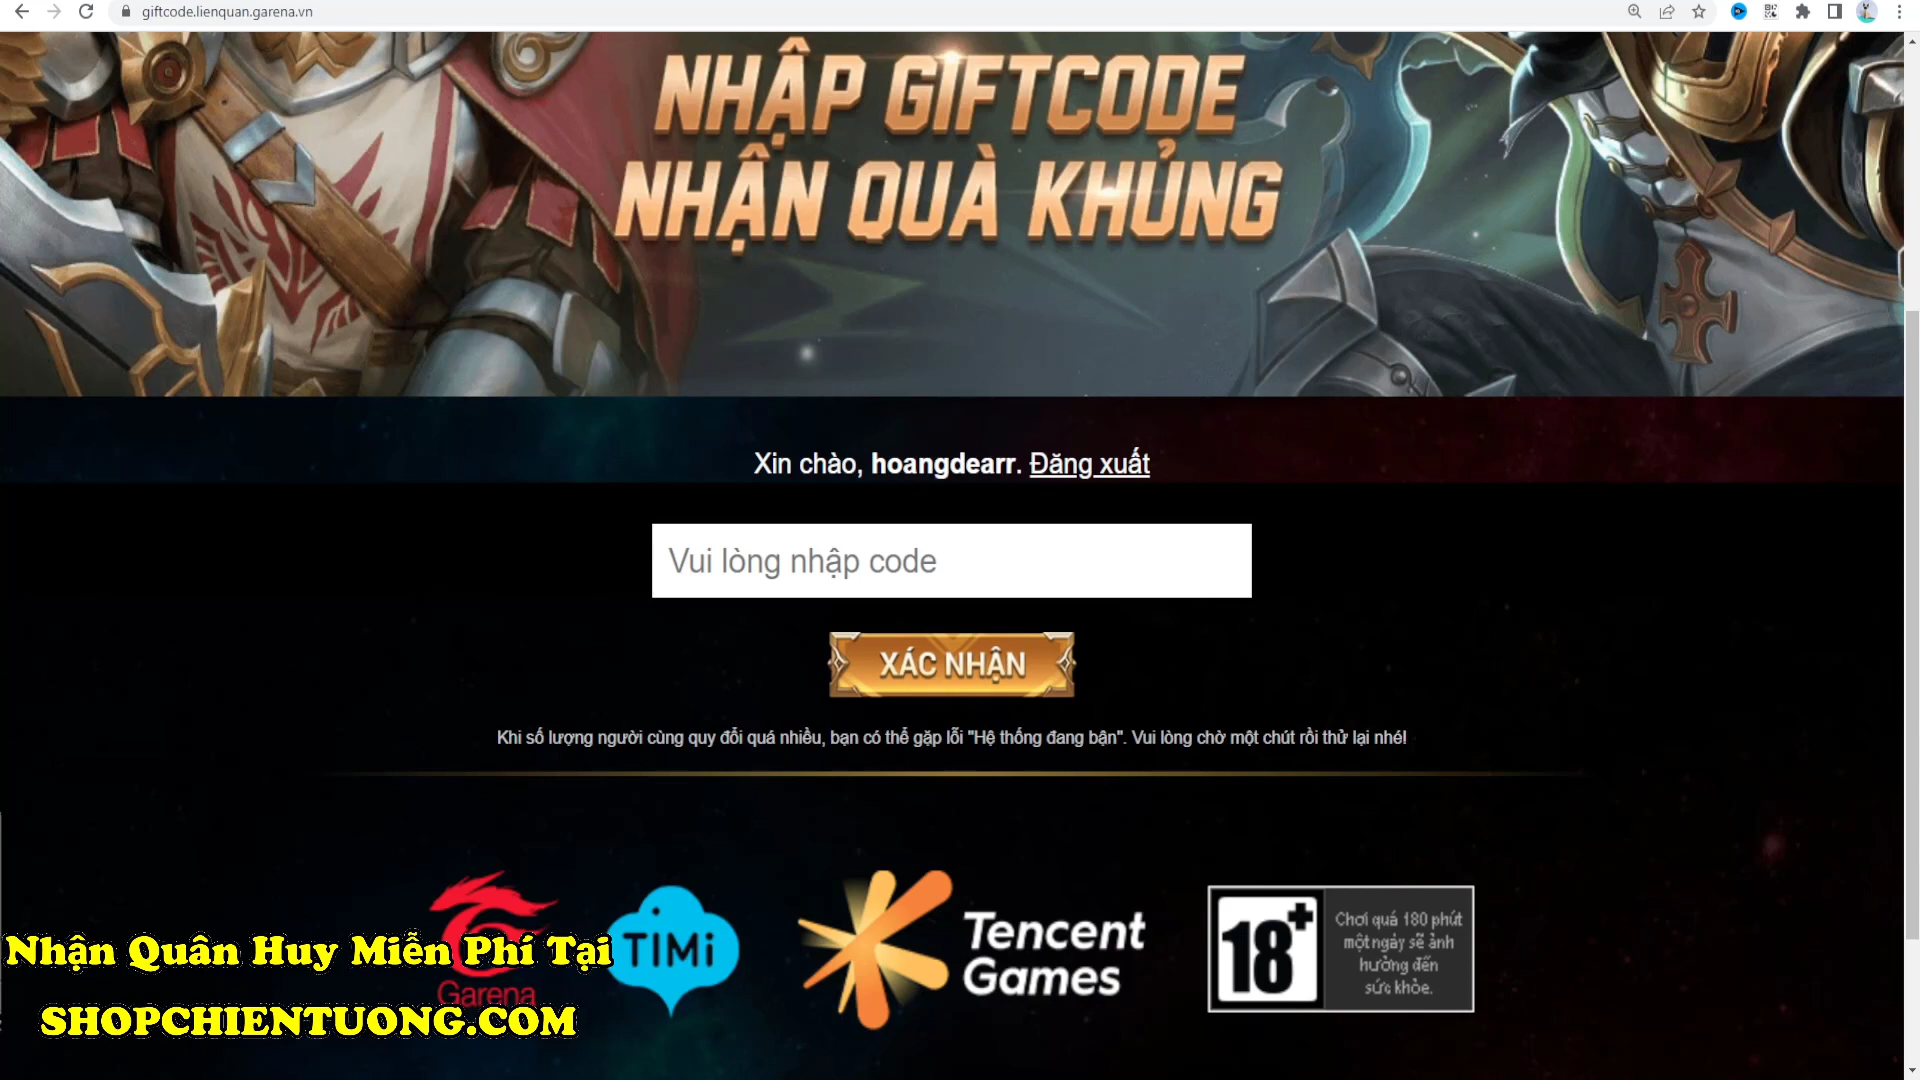 giftcode.lienquan.garena.vn
NHẬP GIFTCODE
NHẬN QUÀ KHỦNG
Xin chào, hoangdearr. Đăng xuất
Vui lòng nhập code
XÁC NHẬN
Khi số lượng người cùng quy đổi quá nhiều, bạn có thể gặp lỗi "Hệ thống đang bận". Vui lòng chờ một chút rồi thử lại nhé!
Garena
TIMi
Tencent
Games
18+
Chơi quá 180 phút
một ngày sẽ ảnh
hưởng đến
sức khỏe.
Nhận Quân Huy Miễn Phí Tại
SHOPCHIENTUONG.COM